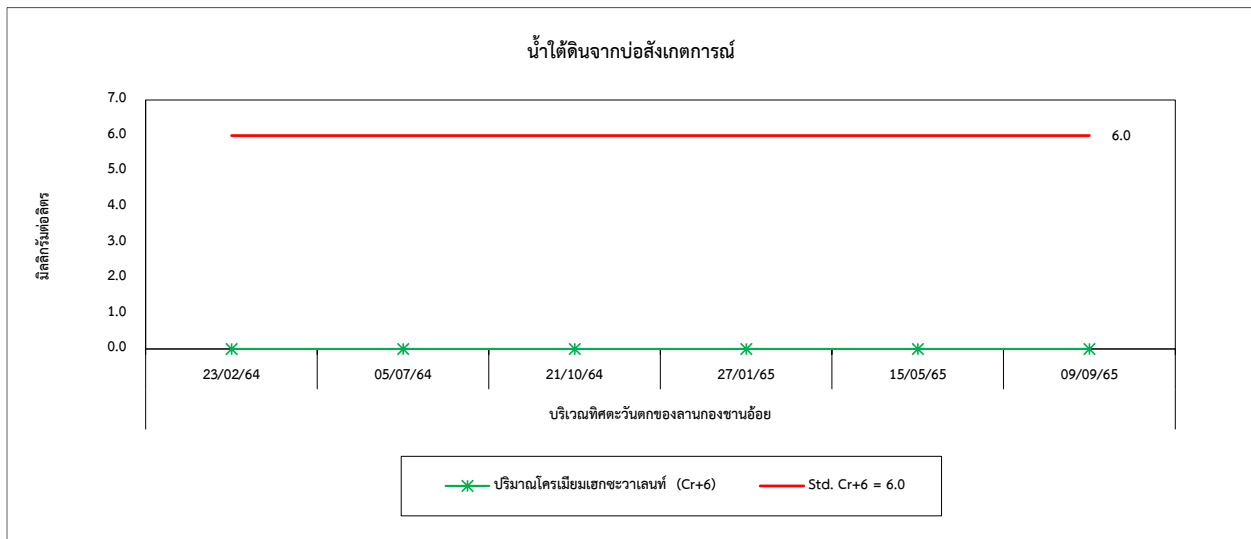 น้ำใต้ดินจากบ่อสังเกตการณ์
มิลลิกรัมต่อลิตร
7.0
6.0
5.0
4.0
3.0
2.0
1.0
0.0
6.0
23/02/64 05/07/64 21/10/64 27/01/65 15/05/65 09/09/65
บริเวณทิศตะวันตกของลานกองชานอ้อย
ปริมาณโครเมียมเฮกซะวาเลนท์ (Cr+6) Std. Cr+6 = 6.0